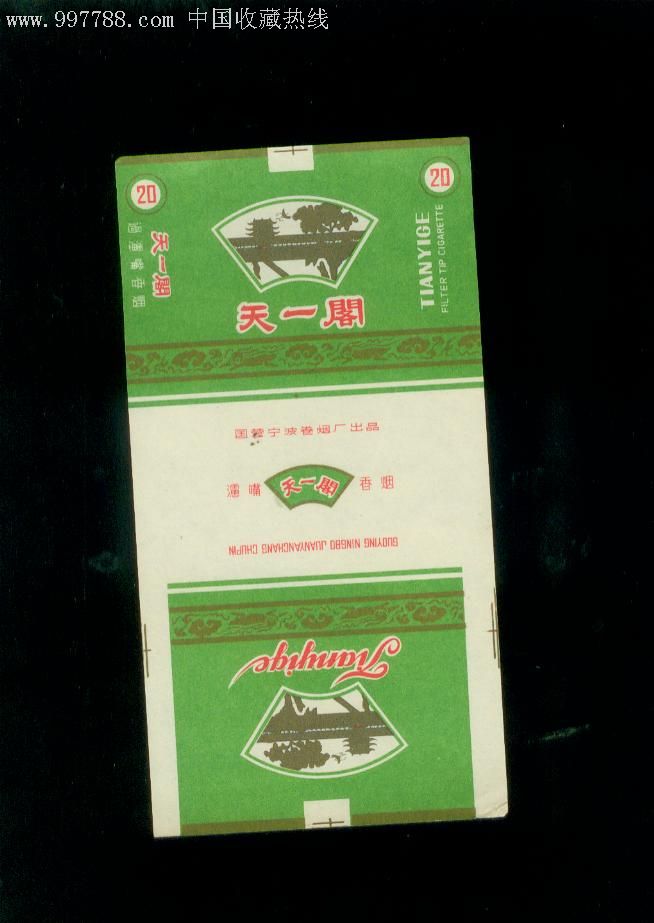 www.997788.com 中国收藏热线
20
天一閣
過濾嘴香烟
天一閣
20
TIANYIGE
FILTER TIP CIGARETTE
国营宁波卷烟厂出品
濾嘴 天一閣 香烟
GUOYING NINGBO JUANYANCHANG CHUPIN
Tianyige